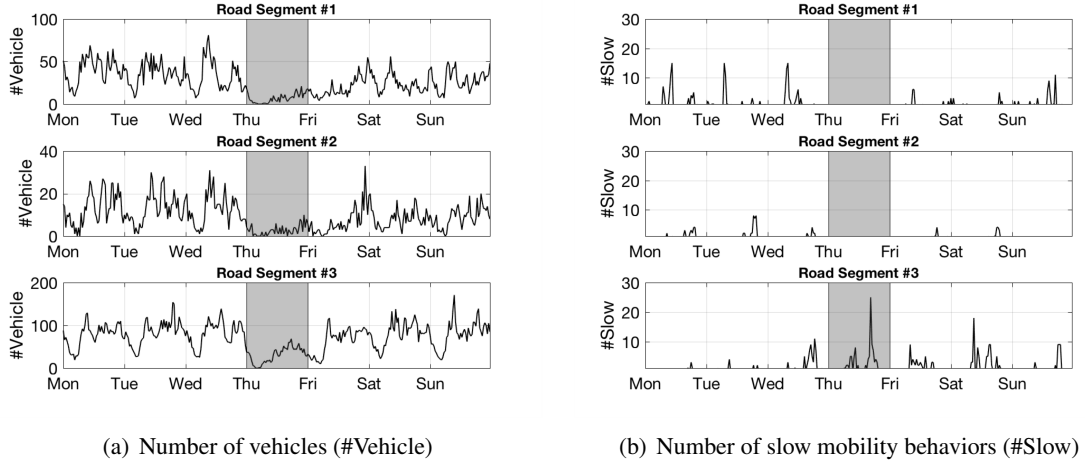 Road Segment #1
#Vehicle
100
50
0
Mon Tue Wed Thu Fri Sat Sun
Road Segment #2
#Vehicle
40
20
0
Mon Tue Wed Thu Fri Sat Sun
Road Segment #3
#Vehicle
200
100
0
Mon Tue Wed Thu Fri Sat Sun
(a) Number of vehicles (#Vehicle)
Road Segment #1
#Slow
30
20
10
Mon Tue Wed Thu Fri Sat Sun
Road Segment #2
#Slow
30
20
10
Mon Tue Wed Thu Fri Sat Sun
Road Segment #3
#Slow
30
20
10
Mon Tue Wed Thu Fri Sat Sun
(b) Number of slow mobility behaviors (#Slow)